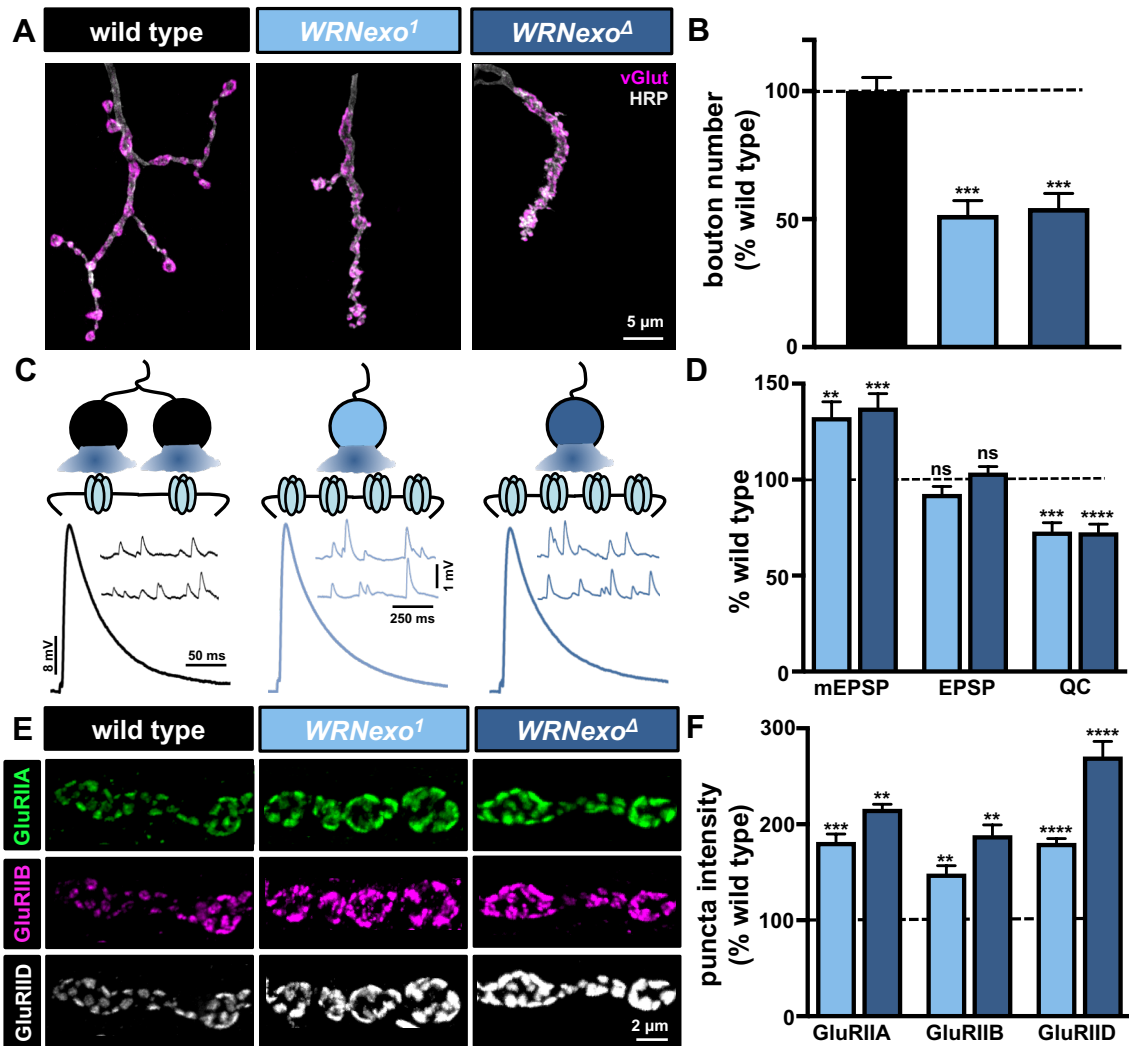 A
wild type
WRNexo¹
WRNexoΔ
vGlut
HRP
5 µm
B
bouton number
(% wild type)
100
50
0
***
***
C
8 mV
50 ms
1 mV
250 ms
D
% wild type
150
100
50
0
**
***
ns
ns
***
****
mEPSP
EPSP
QC
E
wild type
WRNexo¹
WRNexoΔ
GluRIIA
GluRIIB
GluRIID
2 µm
F
puncta intensity
(% wild type)
300
200
100
0
***
**
**
**
****
****
GluRIIA
GluRIIB
GluRIID